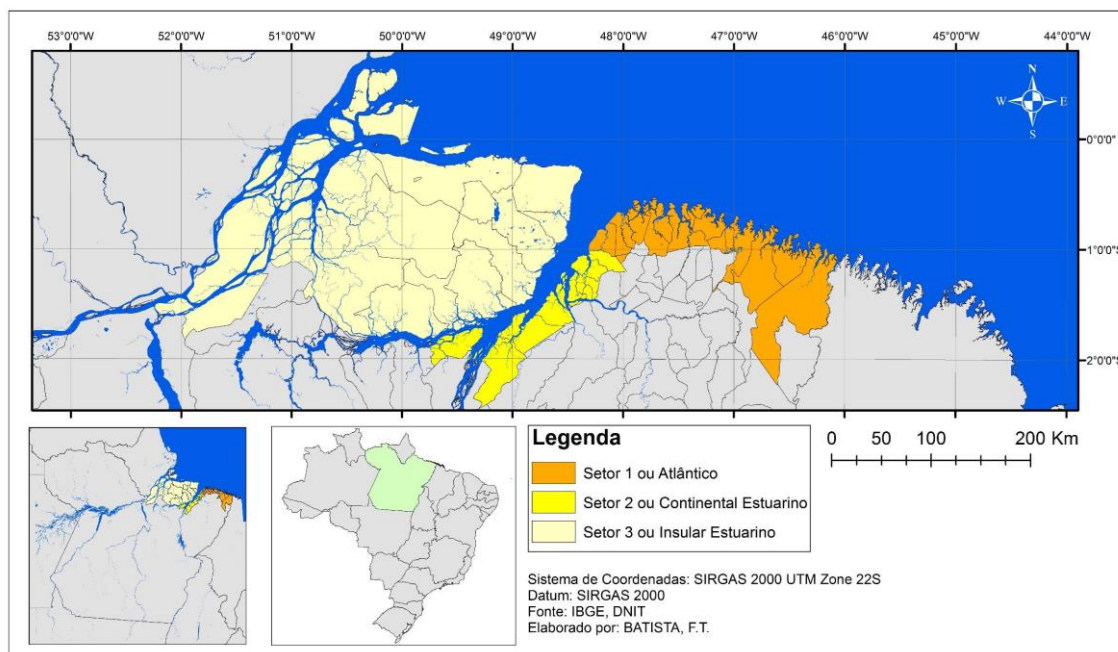 53°0'0"W 52°0'0"W 51°0'0"W 50°0'0"W 49°0'0"W 48°0'0"W 47°0'0"W 46°0'0"W 45°0'0"W 44°0'0"W
N
W E
S
0°0'0"
1°0'0"S
2°0'0"S
Legenda
Setor 1 ou Atlântico
Setor 2 ou Continental Estuarino
Setor 3 ou Insular Estuarino
0 50 100 200 Km
Sistema de Coordenadas: SIRGAS 2000 UTM Zone 22S
Datum: SIRGAS 2000
Fonte: IBGE, DNIT
Elaborado por: BATISTA, F.T.